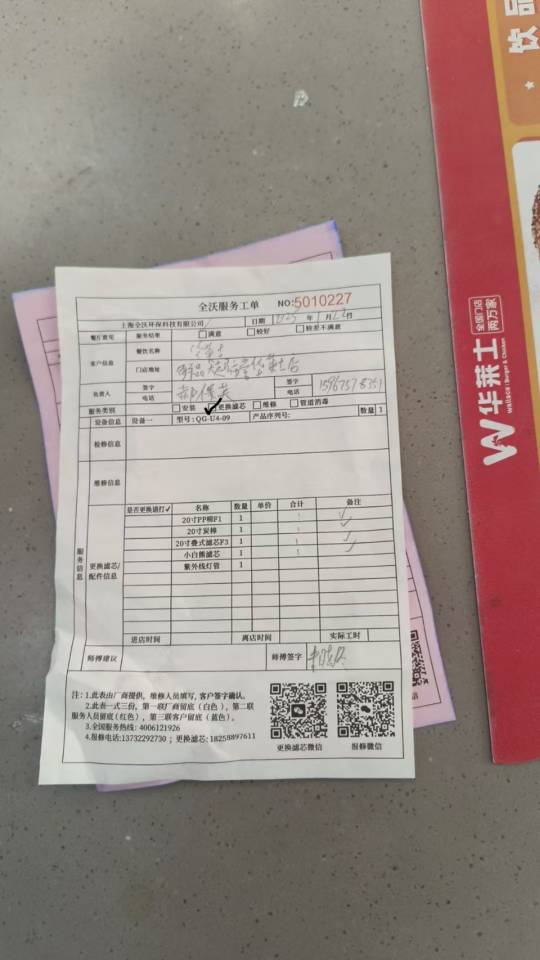 饮品
全沃服务工单 NO:5010227
上海全沃环保科技有限公司 日期 2025 年 月 日
餐厅意见 服务结果 □满意 □较好 □较差不满意
客户信息 餐饮名称 华莱士
门店地址
负责人 签字 签字
电话 电话
服务类别 □安装 ✓更换滤芯 □维修 □管道消毒
设备信息 设备一 型号:QG-U4-09 产品序列号: 数量 1
检修信息
维修信息
服务信息
更换滤芯/配件信息
是否更换请打✓ 名称 数量 单价 合计 备注
20寸PP棉F1 1 ✓
20寸炭棒 1 ✓
20寸叠式滤芯F3 1 ✓
小白熊滤芯 1 ✓
紫外线灯管 1
进店时间 离店时间 实际工时
师傅建议 师傅签字
注:1.此表由厂商提供, 维修人员填写, 客户签字确认。
2.此表一式三份, 第一联厂商留底(白色), 第二联
服务人员留底(红色), 第三联客户留底(蓝色)。
3.全国服务热线: 4006121926
4.报修电话:13732292730 ; 更换滤芯: 18258897611
更换滤芯微信 报修微信
华莱士
wallace | Burger & Chicken
全国门店
两万家